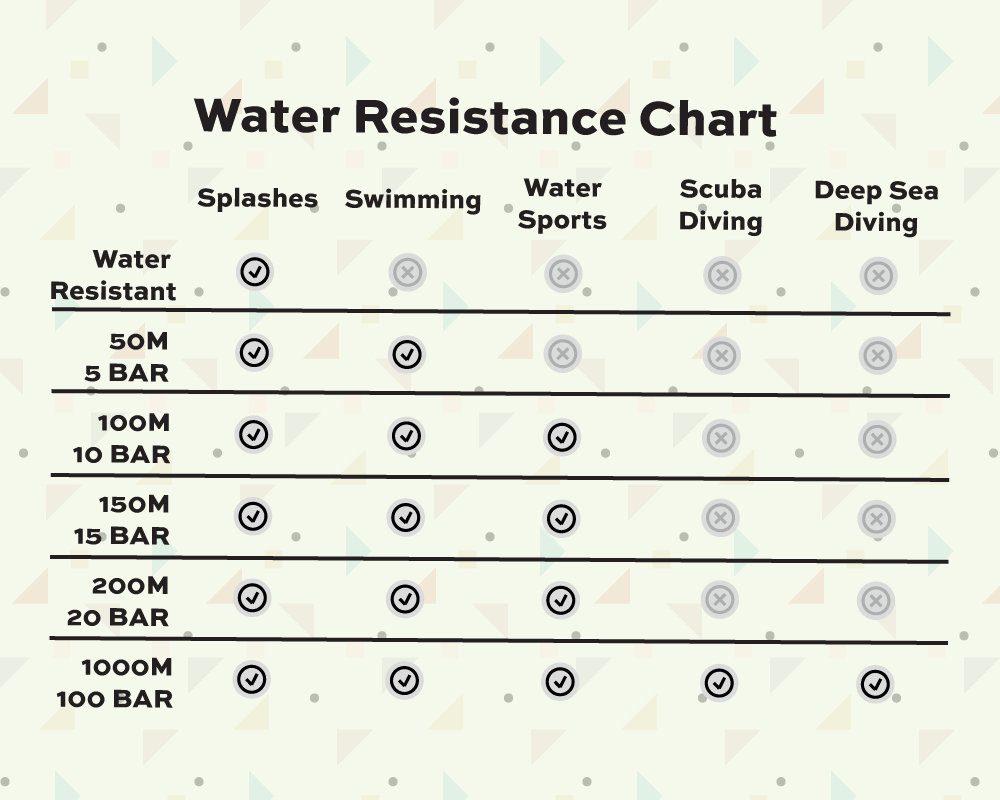 Water Resistance Chart
Splashes
Swimming
Water
Sports
Scuba
Diving
Deep Sea
Diving
Water
Resistant
50M
5 BAR
100M
10 BAR
150M
15 BAR
200M
20 BAR
1000M
100 BAR